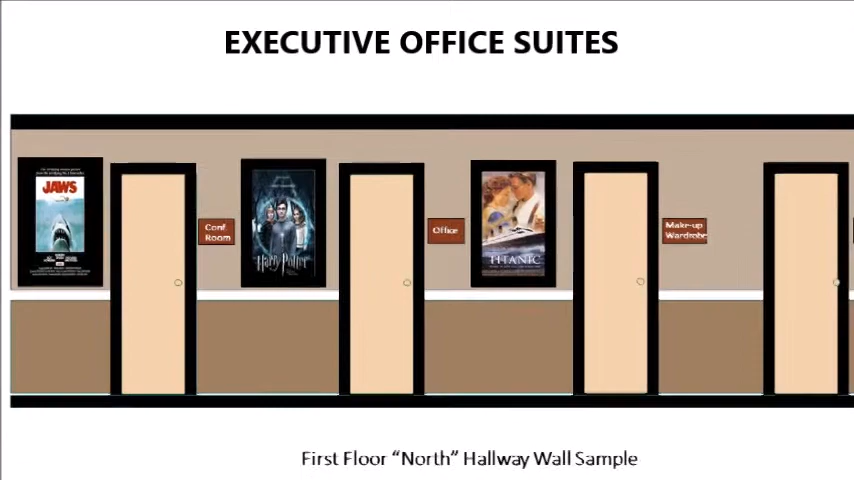 EXECUTIVE OFFICE SUITES
JAWS
Conf.
Room
Harry Potter
Office
TITANIC
Make-up
Wardrobe
First Floor “North” Hallway Wall Sample